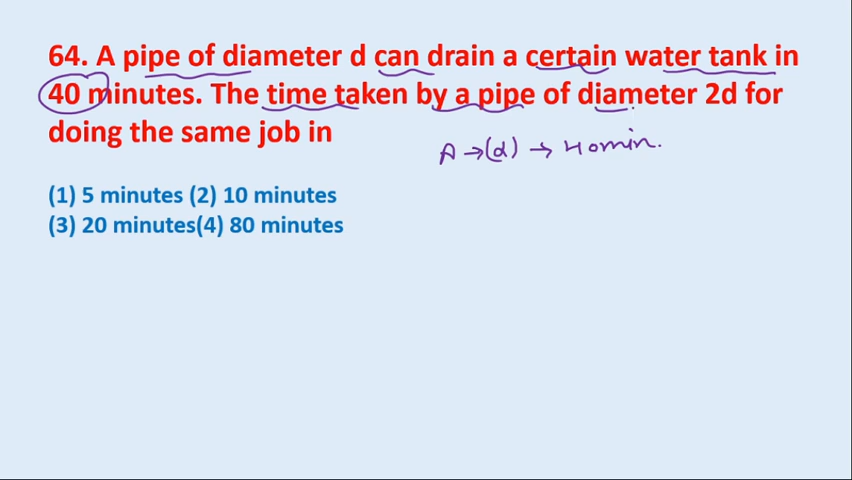 64. A pipe of diameter d can drain a certain water tank in
40 minutes. The time taken by a pipe of diameter 2d for
doing the same job in
A →(d) → 40min.
(1) 5 minutes (2) 10 minutes
(3) 20 minutes(4) 80 minutes